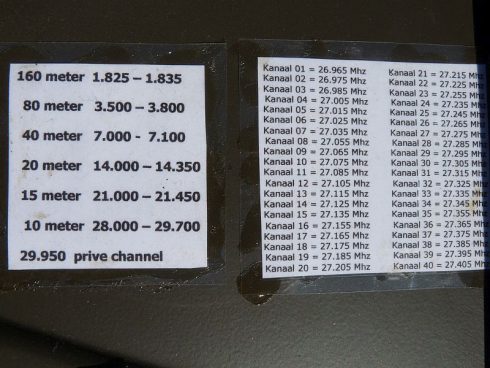 160 meter 1.825 – 1.835
80 meter 3.500 – 3.800
40 meter 7.000 - 7.100
20 meter 14.000 – 14.350
15 meter 21.000 – 21.450
10 meter 28.000 – 29.700
29.950 prive channel
Kanaal 01 = 26.965 Mhz
Kanaal 02 = 26.975 Mhz
Kanaal 03 = 26.985 Mhz
Kanaal 04 = 27.005 Mhz
Kanaal 05 = 27.015 Mhz
Kanaal 06 = 27.025 Mhz
Kanaal 07 = 27.035 Mhz
Kanaal 08 = 27.055 Mhz
Kanaal 09 = 27.065 Mhz
Kanaal 10 = 27.075 Mhz
Kanaal 11 = 27.085 Mhz
Kanaal 12 = 27.105 Mhz
Kanaal 13 = 27.115 Mhz
Kanaal 14 = 27.125 Mhz
Kanaal 15 = 27.135 Mhz
Kanaal 16 = 27.155 Mhz
Kanaal 17 = 27.165 Mhz
Kanaal 18 = 27.175 Mhz
Kanaal 19 = 27.185 Mhz
Kanaal 20 = 27.205 Mhz
Kanaal 21 = 27.215 Mhz
Kanaal 22 = 27.225 Mhz
Kanaal 23 = 27.255 Mhz
Kanaal 24 = 27.235 Mhz
Kanaal 25 = 27.245 Mhz
Kanaal 26 = 27.265 Mhz
Kanaal 27 = 27.275 Mhz
Kanaal 28 = 27.285 Mhz
Kanaal 29 = 27.295 Mhz
Kanaal 30 = 27.305 Mhz
Kanaal 31 = 27.315 Mhz
Kanaal 32 = 27.325 Mhz
Kanaal 33 = 27.335 Mhz
Kanaal 34 = 27.345 Mhz
Kanaal 35 = 27.355 Mhz
Kanaal 36 = 27.365 Mhz
Kanaal 37 = 27.375 Mhz
Kanaal 38 = 27.385 Mhz
Kanaal 39 = 27.395 Mhz
Kanaal 40 = 27.405 Mhz